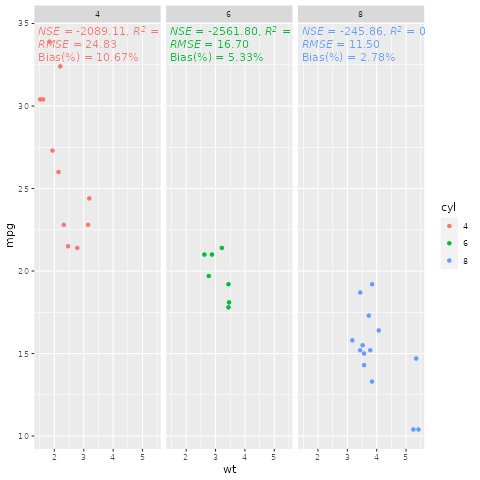 4
6
8
NSE = -2089.11, R² =
RMSE = 24.83
Bias(%) = 10.67%
NSE = -2561.80, R² =
RMSE = 16.70
Bias(%) = 5.33%
NSE = -245.86, R² = 0
RMSE = 11.50
Bias(%) = 2.78%
35
30
25
20
15
10
mpg
2 3 4 5
2 3 4 5
2 3 4 5
wt
cyl
4
6
8